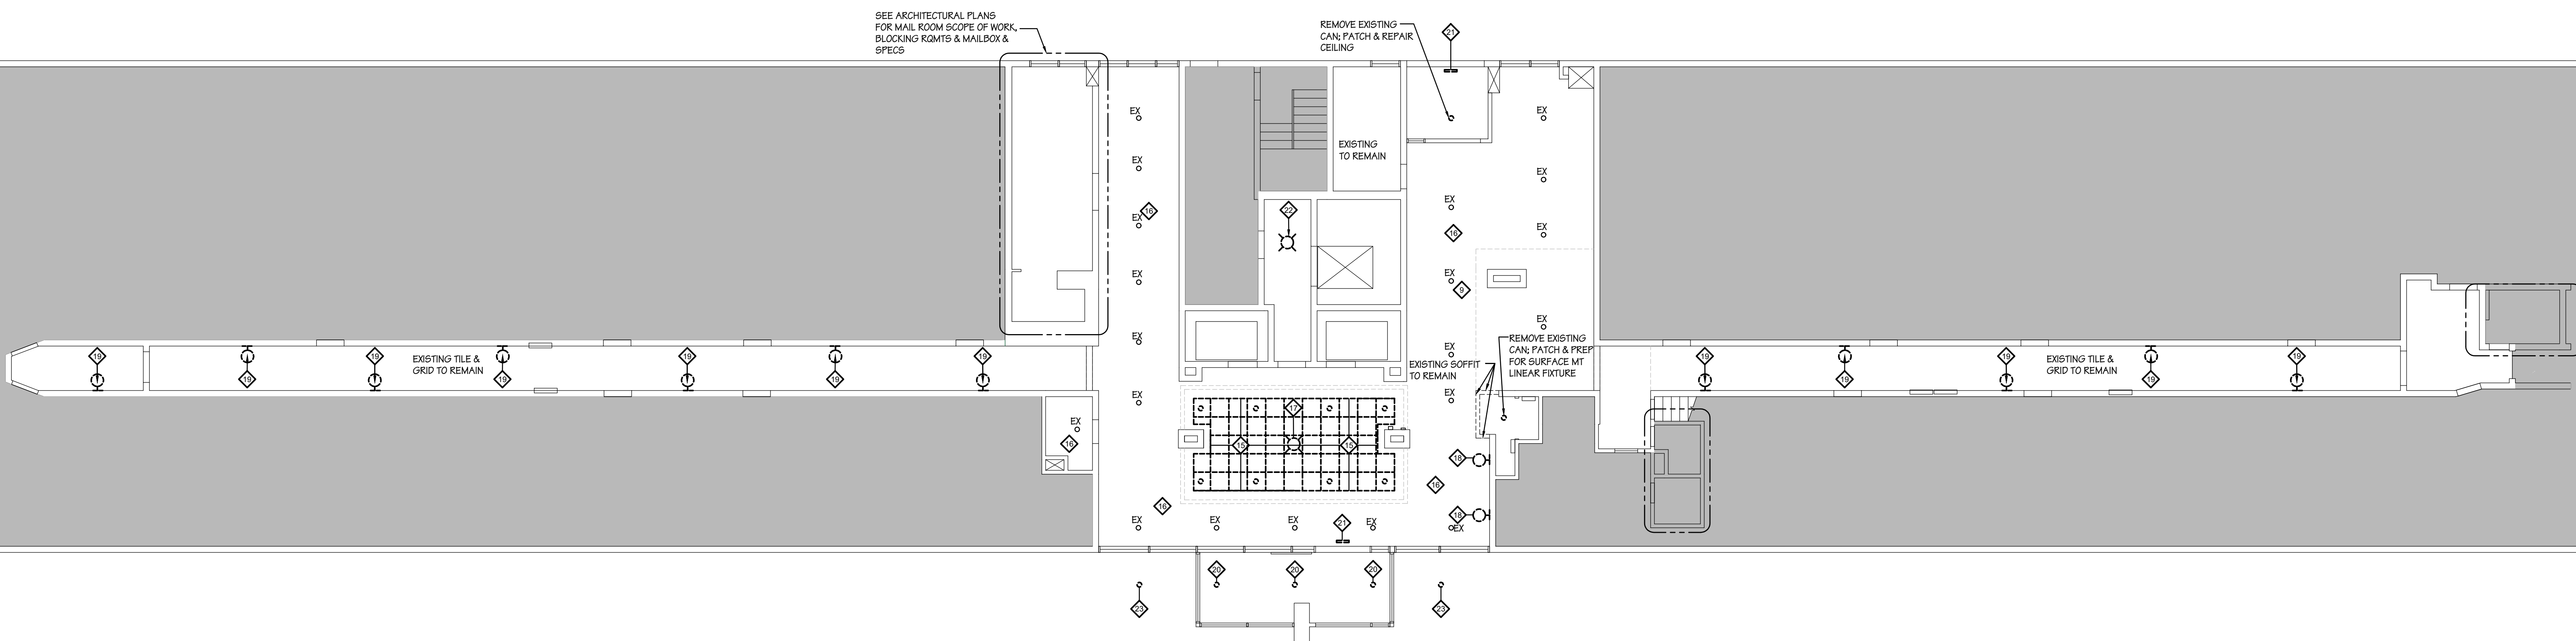 SEE ARCHITECTURAL PLANS
FOR MAIL ROOM SCOPE OF WORK,
BLOCKING RQMTS & MAILBOX &
SPECS
REMOVE EXISTING
CAN; PATCH & REPAIR
CEILING
21
EX
EX
EX
EX
EX
EX
EX
16
EX
16
EXISTING
TO REMAIN
22
EX
EX
EX
EX
EX
16
EX
9
EX
EX
REMOVE EXISTING
CAN; PATCH & PREP
FOR SURFACE MT
LINEAR FIXTURE
EXISTING SOFFIT
TO REMAIN
EX
19
19
19
19
19
19
19
EXISTING TILE &
GRID TO REMAIN
19
19
19
19
19
EXISTING TILE &
GRID TO REMAIN
17
15
15
18
16
18
16
EX
EX
EX
EX
EX
21
20
20
20
23
23